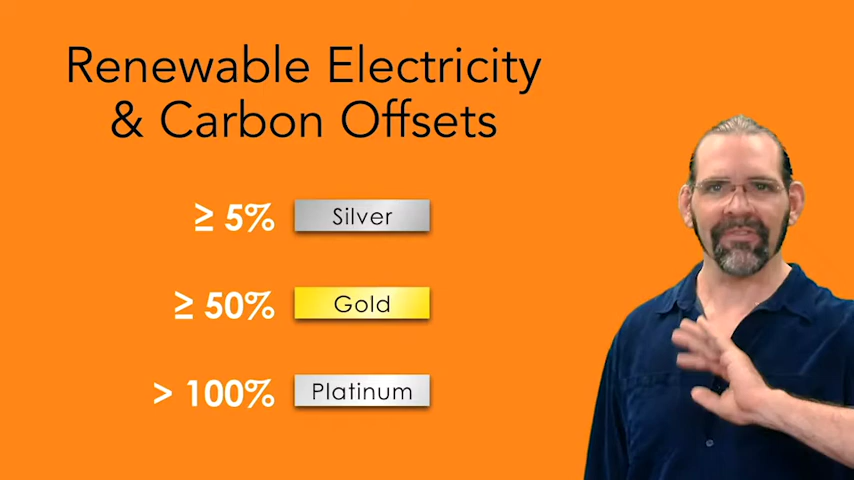 Renewable Electricity
& Carbon Offsets
≥ 5% Silver
≥ 50% Gold
> 100% Platinum